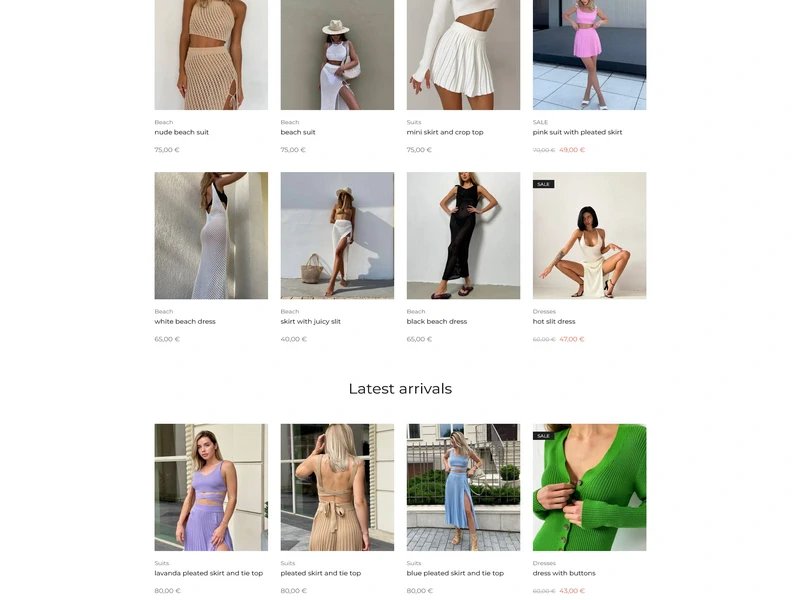 Beach
nude beach suit
75,00 €
Beach
beach suit
75,00 €
Suits
mini skirt and crop top
75,00 €
SALE
pink suit with pleated skirt
70,00 € 49,00 €
SALE
Beach
white beach dress
65,00 €
Beach
skirt with juicy slit
40,00 €
Beach
black beach dress
65,00 €
Dresses
hot slit dress
60,00 € 47,00 €
Latest arrivals
SALE
Suits
lavanda pleated skirt and tie top
80,00 €
Suits
pleated skirt and tie top
80,00 €
Suits
blue pleated skirt and tie top
80,00 €
Dresses
dress with buttons
60,00 € 43,00 €